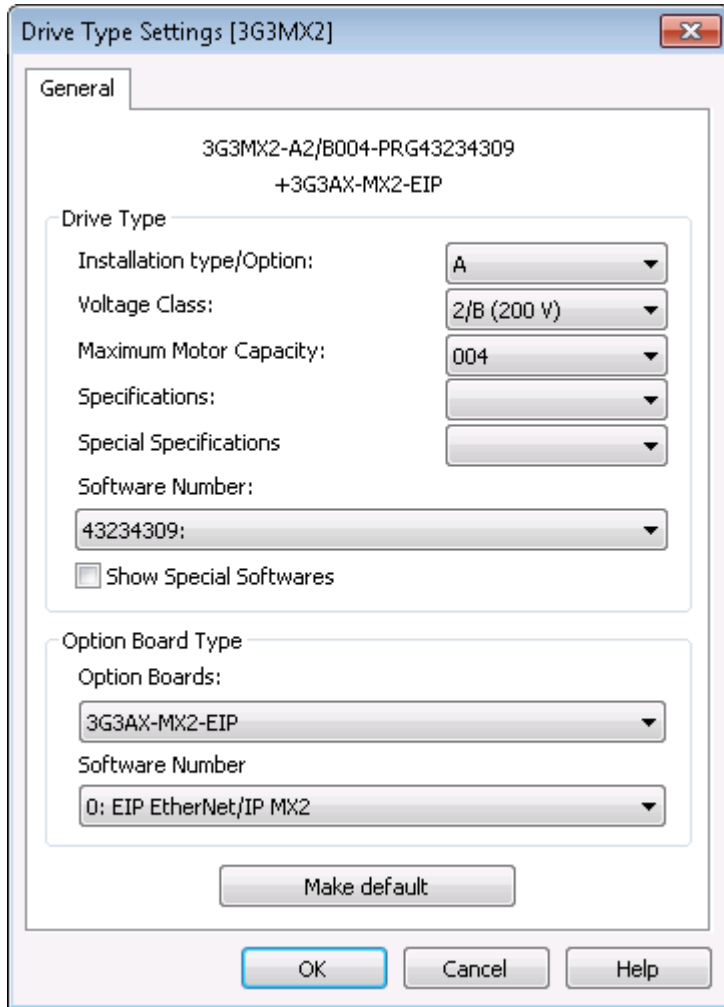 Drive Type Settings [3G3MX2]
General
3G3MX2-A2/B004-PRG43234309
+3G3AX-MX2-EIP
Drive Type
Installation type/Option: A
Voltage Class: 2/B (200 V)
Maximum Motor Capacity: 004
Specifications:
Special Specifications
Software Number:
43234309:
Show Special Softwares
Option Board Type
Option Boards:
3G3AX-MX2-EIP
Software Number
0: EIP EtherNet/IP MX2
Make default
OK Cancel Help